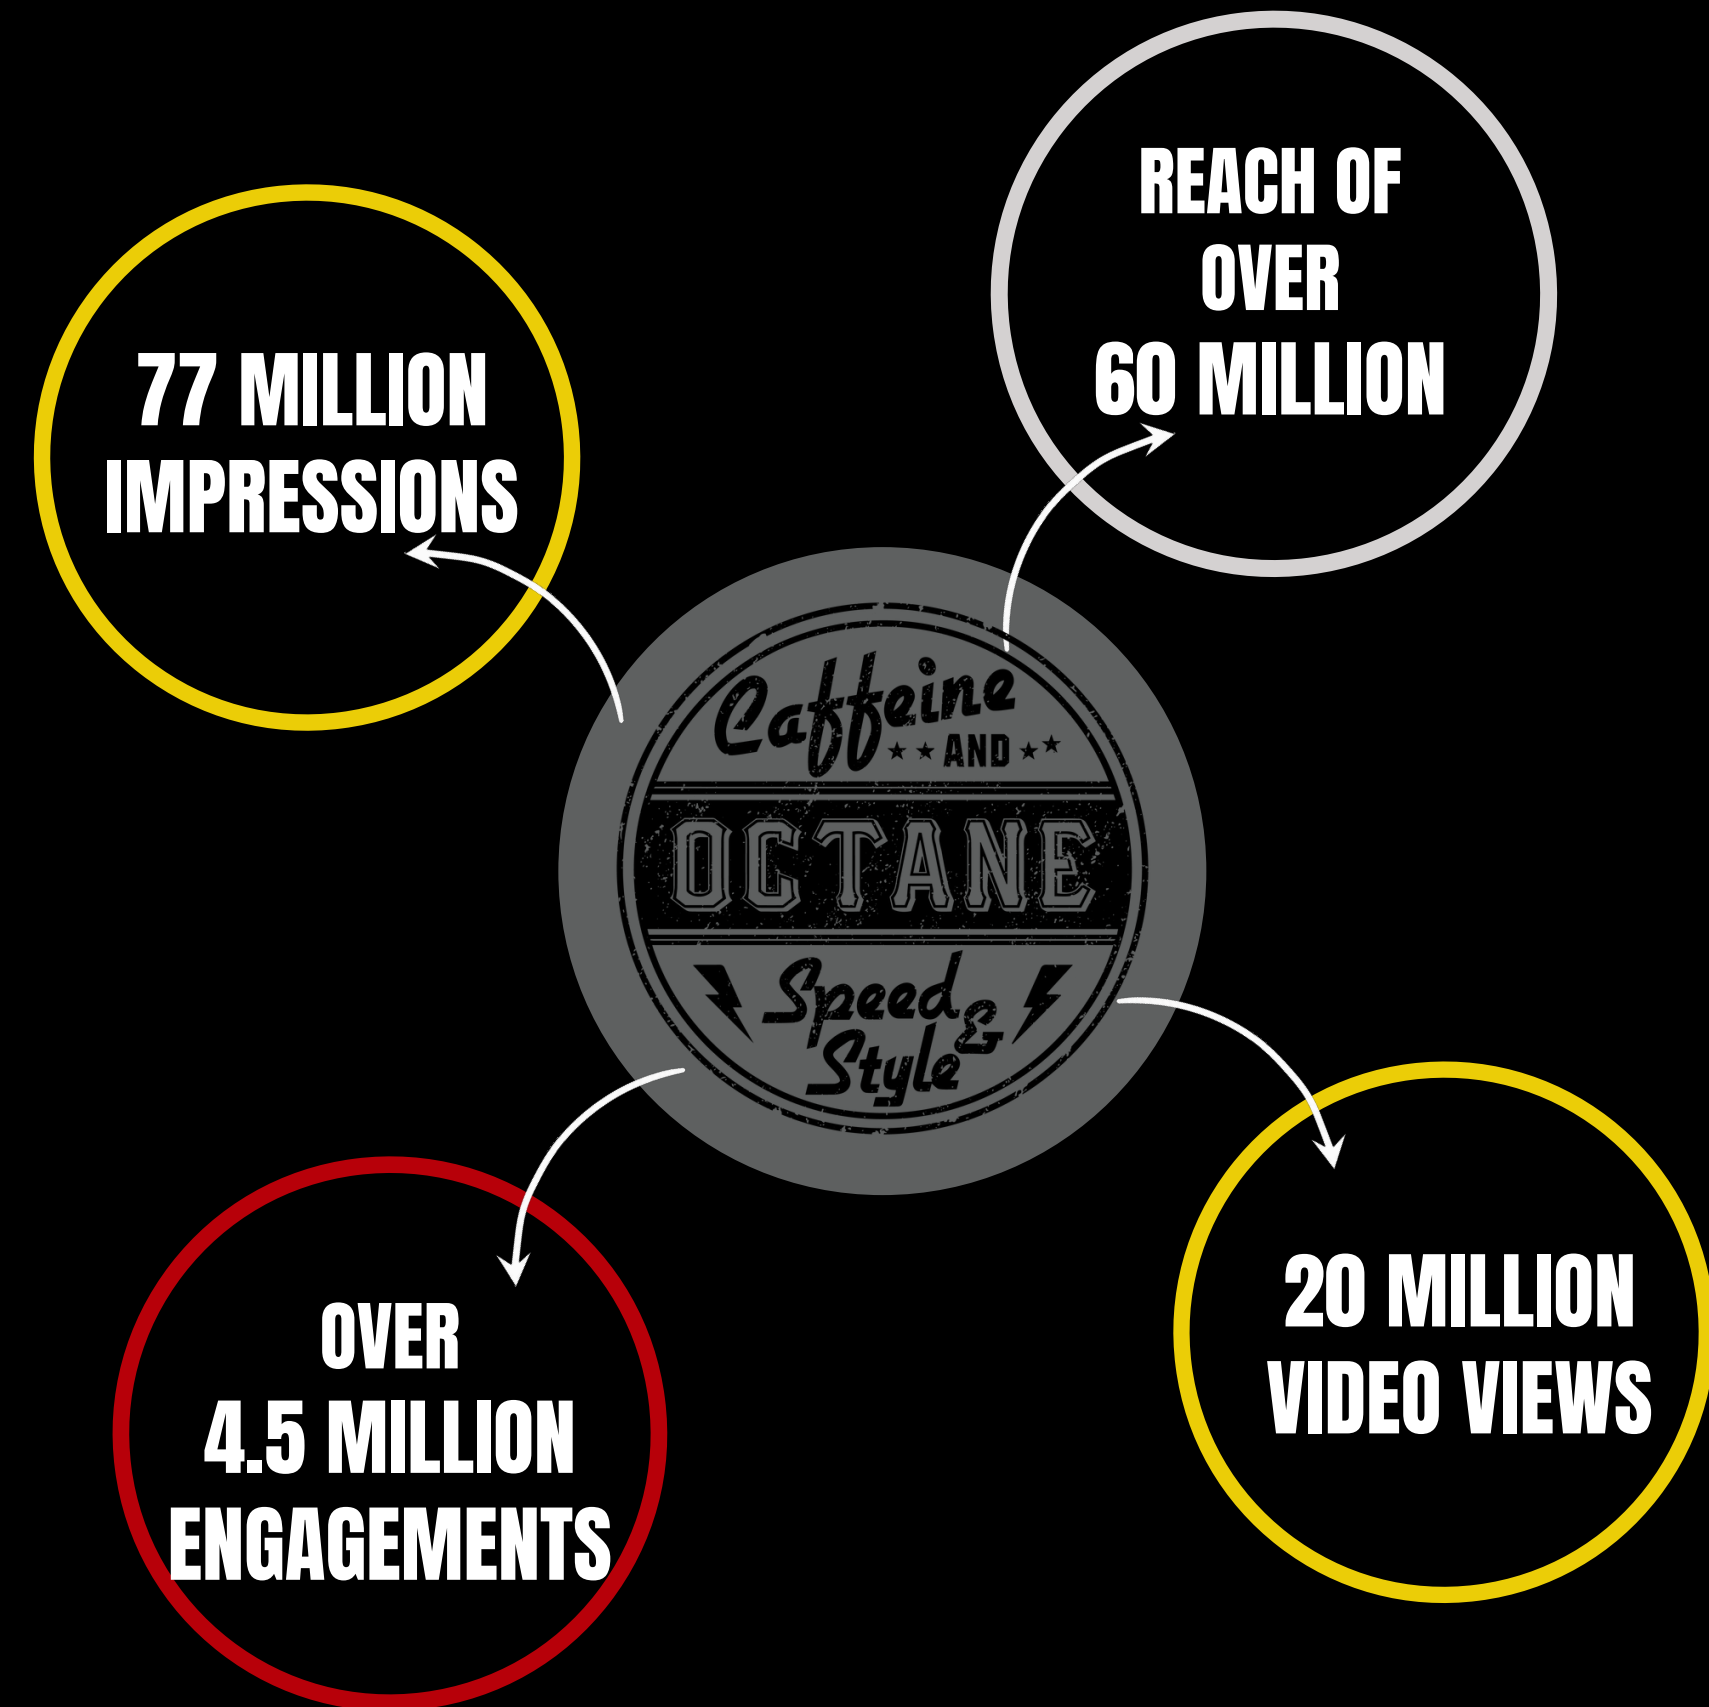 REACH OF
OVER
60 MILLION
77 MILLION
IMPRESSIONS
Caffeine
AND
OCTANE
Speed &
Style
OVER
4.5 MILLION
ENGAGEMENTS
20 MILLION
VIDEO VIEWS